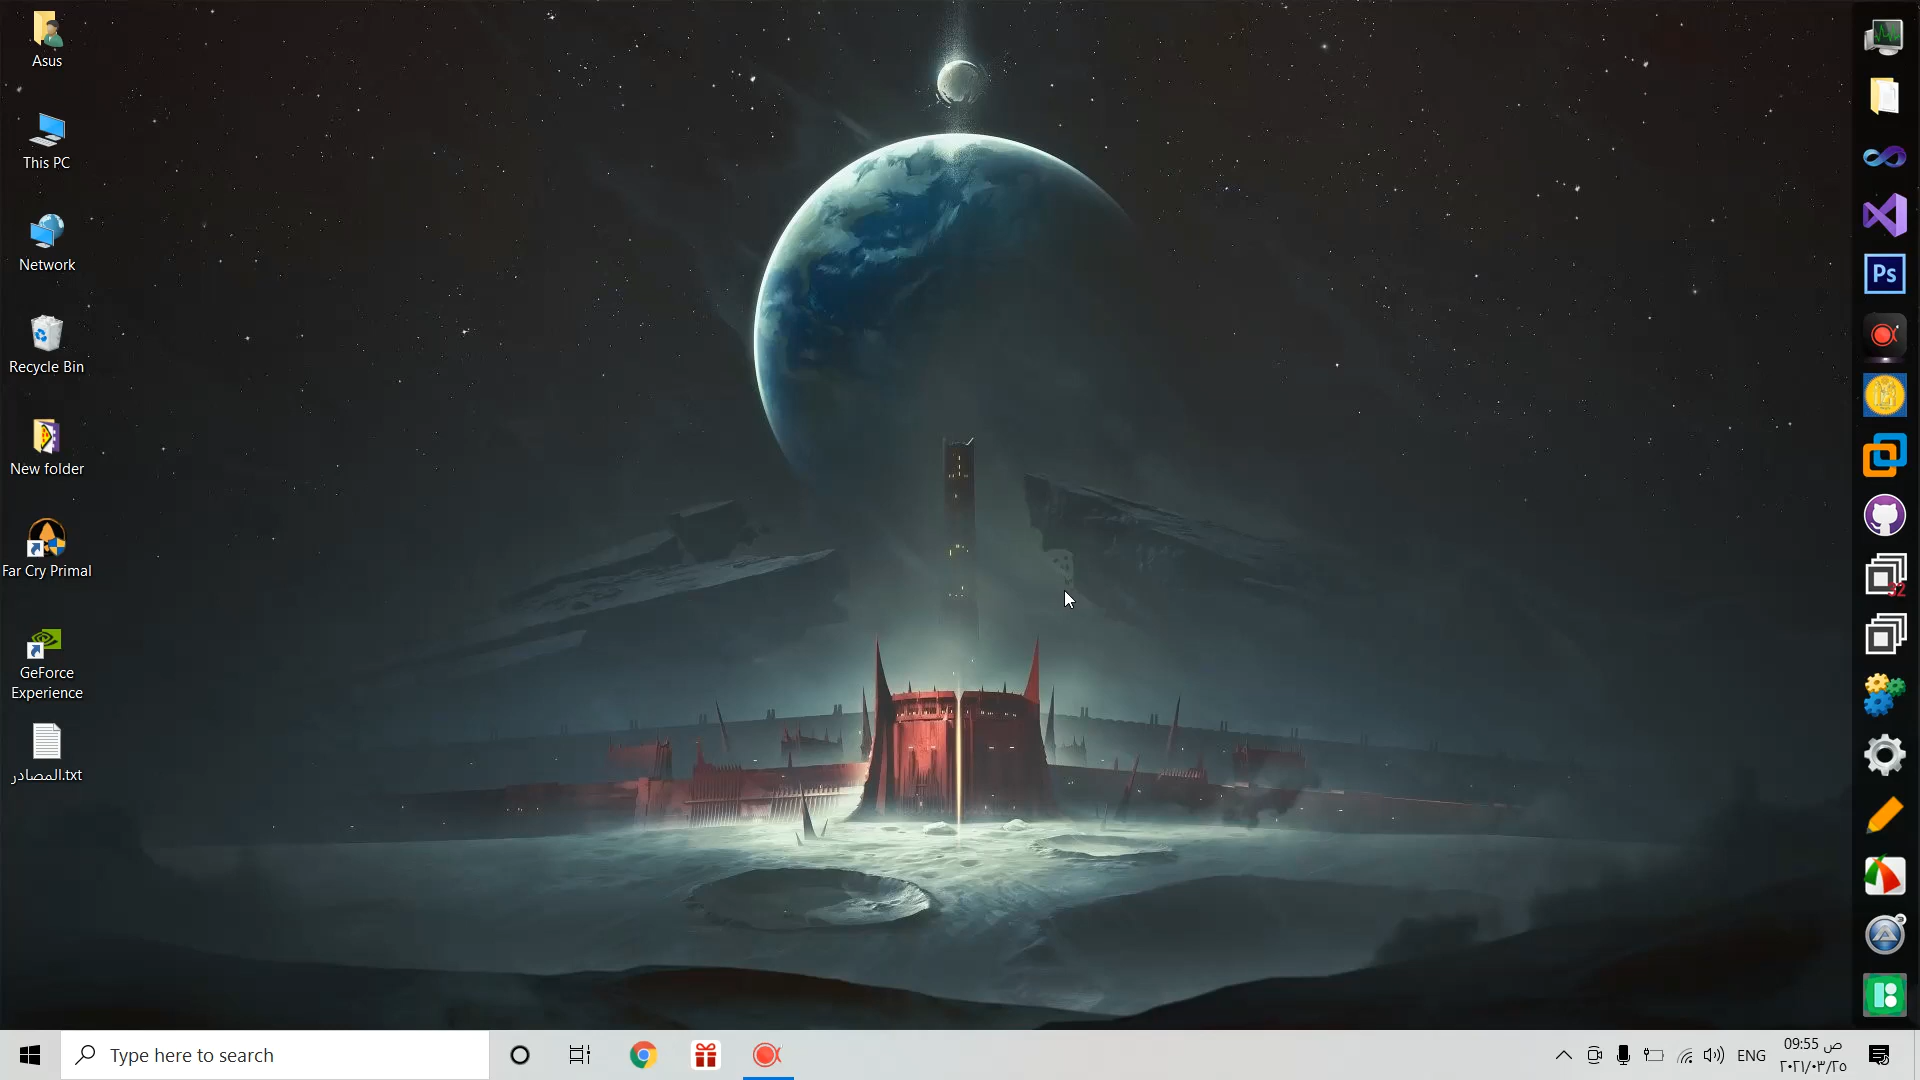 Asus
This PC
Network
Recycle Bin
New folder
Far Cry Primal
GeForce
Experience
المصادر.txt
Ps
32
Type here to search
ENG
09:55 ص
٢٠٢١/٠٣/٢٥